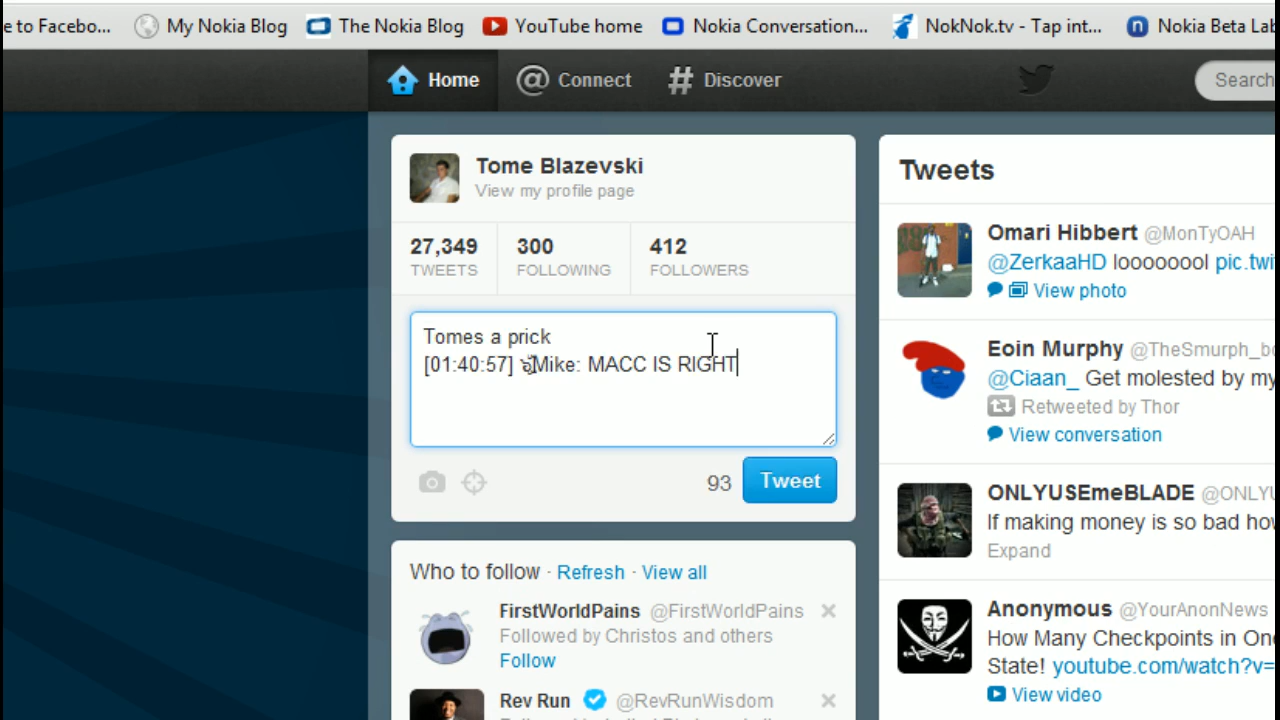 e to Facebo...
My Nokia Blog
The Nokia Blog
YouTube home
Nokia Conversation...
NokNok.tv - Tap int...
Nokia Beta Lab
Home
@ Connect
# Discover
Search
Tome Blazevski
View my profile page
27,349
TWEETS
300
FOLLOWING
412
FOLLOWERS
Tomes a prick
[01:40:57] Mike: MACC IS RIGHT
93
Tweet
Who to follow · Refresh · View all
FirstWorldPains @FirstWorldPains
Followed by Christos and others
Follow
Rev Run @RevRunWisdom
Tweets
Omari Hibbert @MonTyOAH
@ZerkaaHD loooooool pic.twi
View photo
Eoin Murphy @TheSmurph_b
@Ciaan_ Get molested by my
Retweeted by Thor
View conversation
ONLYUSEmeBLADE @ONLYU
If making money is so bad how
Expand
Anonymous @YourAnonNews
How Many Checkpoints in One
State! youtube.com/watch?v=
View video